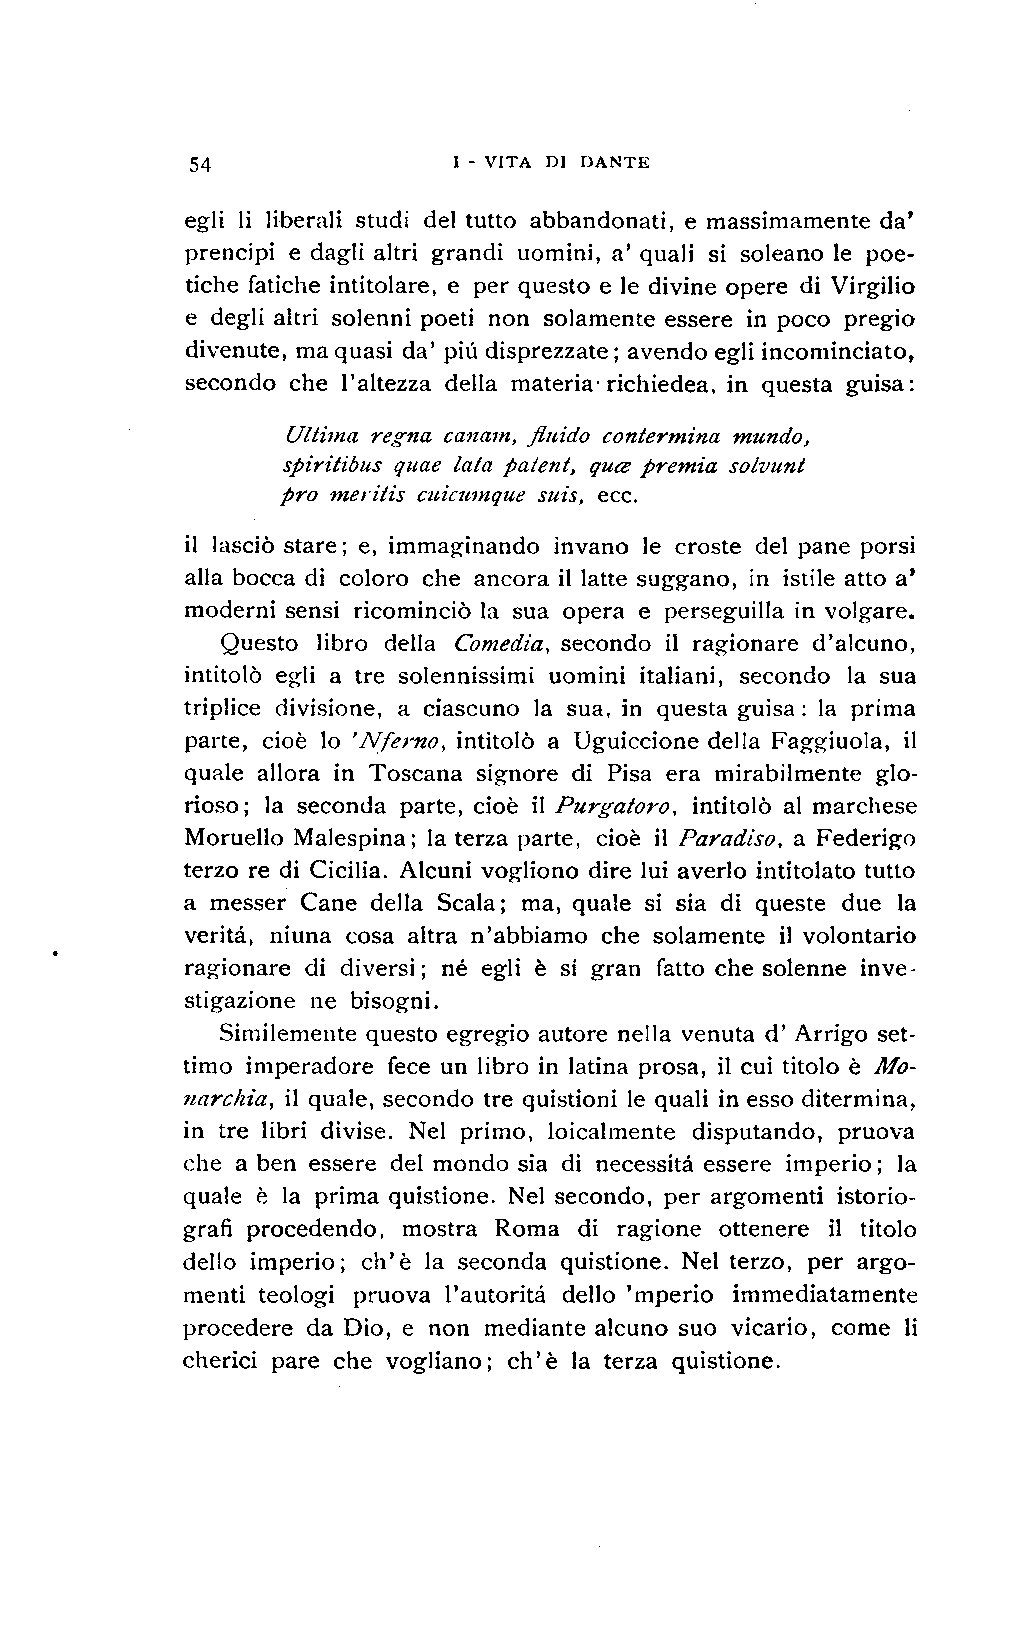 54
I - VITA DI DANTE
egli li liberali studi del tutto abbandonati, e massimamente da'
prencipi e dagli altri grandi uomini, a' quali si soleano le poe-
tiche fatiche intitolare, e per questo e le divine opere di Virgilio
e degli altri solenni poeti non solamente essere in poco pregio
divenute, ma quasi da' piú disprezzate; avendo egli incominciato,
secondo che l'altezza della materia richiedea, in questa guisa:
Ultima regna canam, fluido contermina mundo,
spiritibus quae lata patent, quæ premia solvunt
pro meritis cuicumque suis, ecc.
il lasciò stare; e, immaginando invano le croste del pane porsi
alla bocca di coloro che ancora il latte suggano, in istile atto a'
moderni sensi ricominciò la sua opera e perseguilla in volgare.
Questo libro della Comedia, secondo il ragionare d'alcuno,
intitolò egli a tre solennissimi uomini italiani, secondo la sua
triplice divisione, a ciascuno la sua, in questa guisa: la prima
parte, cioè lo 'Nferno, intitolò a Uguiccione della Faggiuola, il
quale allora in Toscana signore di Pisa era mirabilmente glo-
rioso; la seconda parte, cioè il Purgatoro, intitolò al marchese
Moruello Malespina; la terza parte, cioè il Paradiso, a Federigo
terzo re di Cicilia. Alcuni vogliono dire lui averlo intitolato tutto
a messer Cane della Scala; ma, quale si sia di queste due la
veritá, niuna cosa altra n'abbiamo che solamente il volontario
ragionare di diversi; né egli è sí gran fatto che solenne inve-
stigazione ne bisogni.
Similemente questo egregio autore nella venuta d' Arrigo set-
timo imperadore fece un libro in latina prosa, il cui titolo è Mo-
narchia, il quale, secondo tre quistioni le quali in esso ditermina,
in tre libri divise. Nel primo, loicalmente disputando, pruova
che a ben essere del mondo sia di necessitá essere imperio; la
quale è la prima quistione. Nel secondo, per argomenti istorio-
grafi procedendo, mostra Roma di ragione ottenere il titolo
dello imperio; ch'è la seconda quistione. Nel terzo, per argo-
menti teologi pruova l'autoritá dello 'mperio immediatamente
procedere da Dio, e non mediante alcuno suo vicario, come li
cherici pare che vogliano; ch'è la terza quistione.